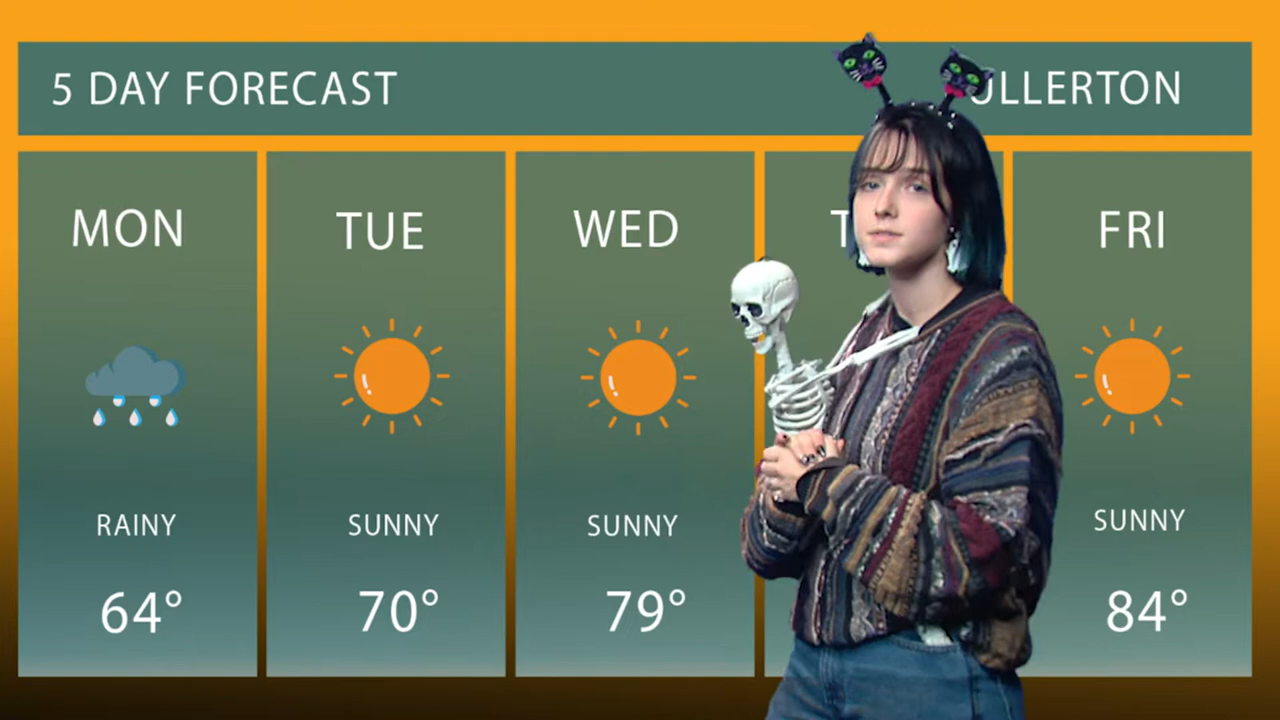 5 DAY FORECAST
ULLERTON
MON
TUE
WED
T
FRI
RAINY
SUNNY
SUNNY
SUNNY
64°
70°
79°
84°